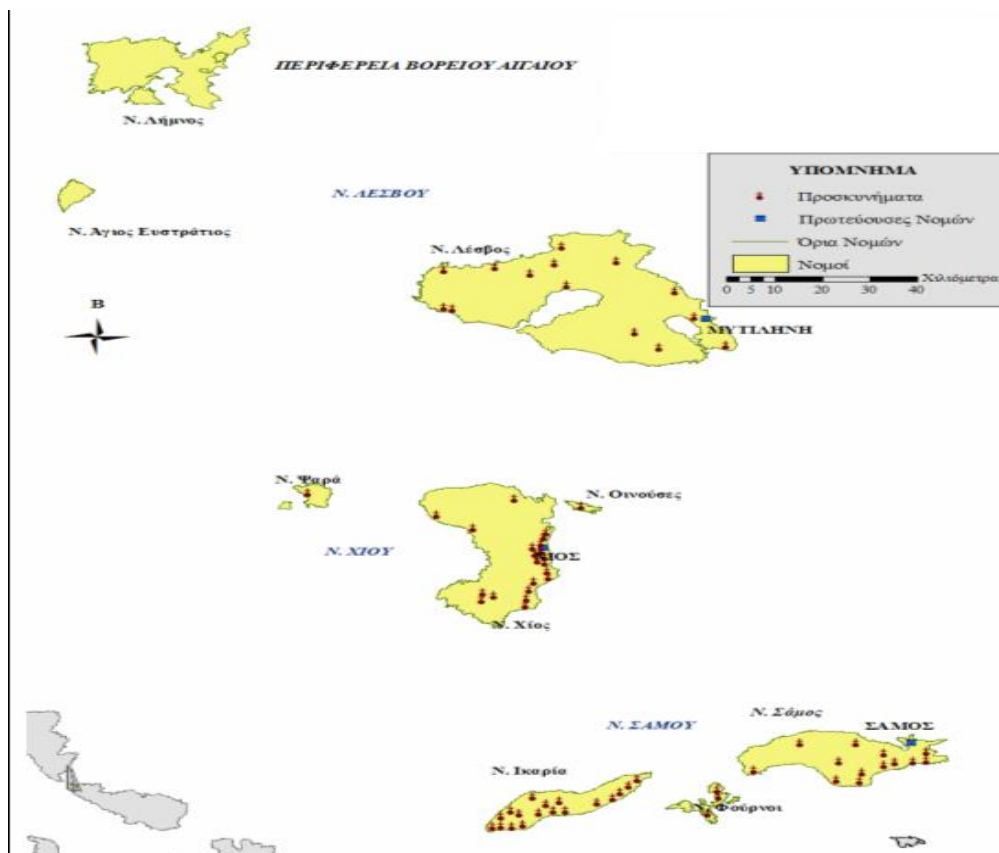 ΠΕΡΙΦΕΡΕΙΑ ΒΟΡΕΙΟΥ ΑΙΓΑΙΟΥ
Ν. Λήμνος
Ν. Άγιος Ευστράτιος
Ν. ΛΕΣΒΟΥ
Ν. Λέσβος
ΥΠΟΜΝΗΜΑ
Προσκυνήματα
Πρωτεύουσες Νομών
Όρια Νομών
Νομοί
Χιλιόμετρα
0 5 10 20 30 40
Β
ΜΥΤΙΛΗΝΗ
Ν. Ψαρά
Ν. Οινούσες
Ν. ΧΙΟΥ
ΙΟΣ
Ν. Χίος
Ν. ΣΑΜΟΥ
Ν. Σάμος
ΣΑΜΟΣ
Ν. Ικαρία
Ν. Φούρνοι